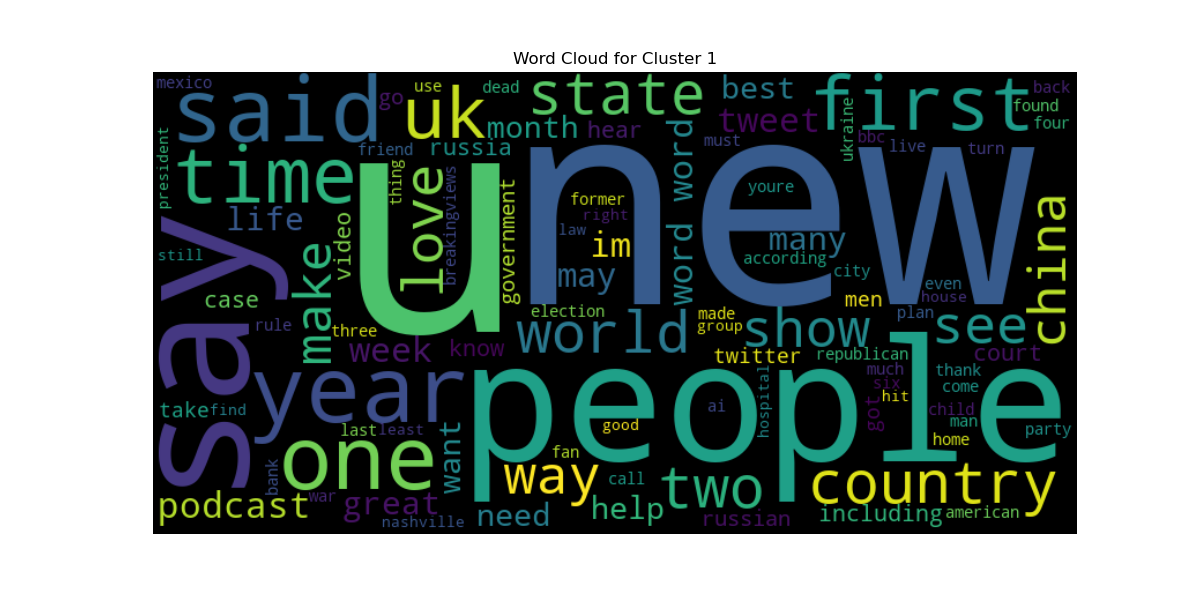 Word Cloud for Cluster 1
mexico
said
go
use
uk
dead
month
state
hear
best
tweet
first
back
found
four
president
time
friend
russia
thing
love
breakingviews
u
new
word word
must
ukraine
bbc
live
turn
youre
former
right
law
im
may
many
according
city
china
life
still
say
make
video
government
case
rule
three
week
know
election
world
made
group
show
men
even
house
plan
see
twitter
republican
court
year
people
much
six
hit
got
thank
come
child
man
home
party
take
find
last
least
one
want
bank
podcast
war
great
nashville
way
fan
good
call
help
need
two
ai
hospital
russian
country
including
american